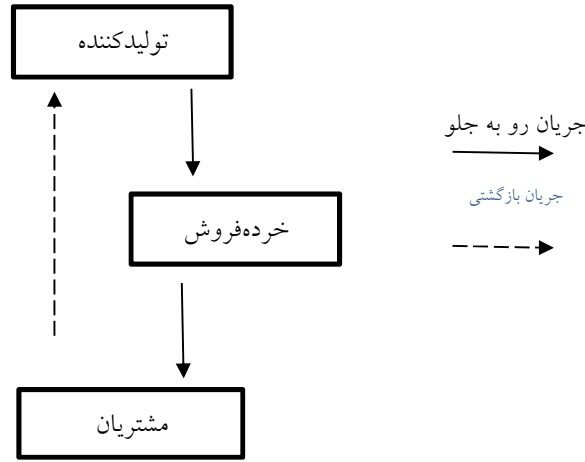 تولیدکننده
جریان رو به جلو
جریان بازگشتی
خرده‌فروش
مشتریان